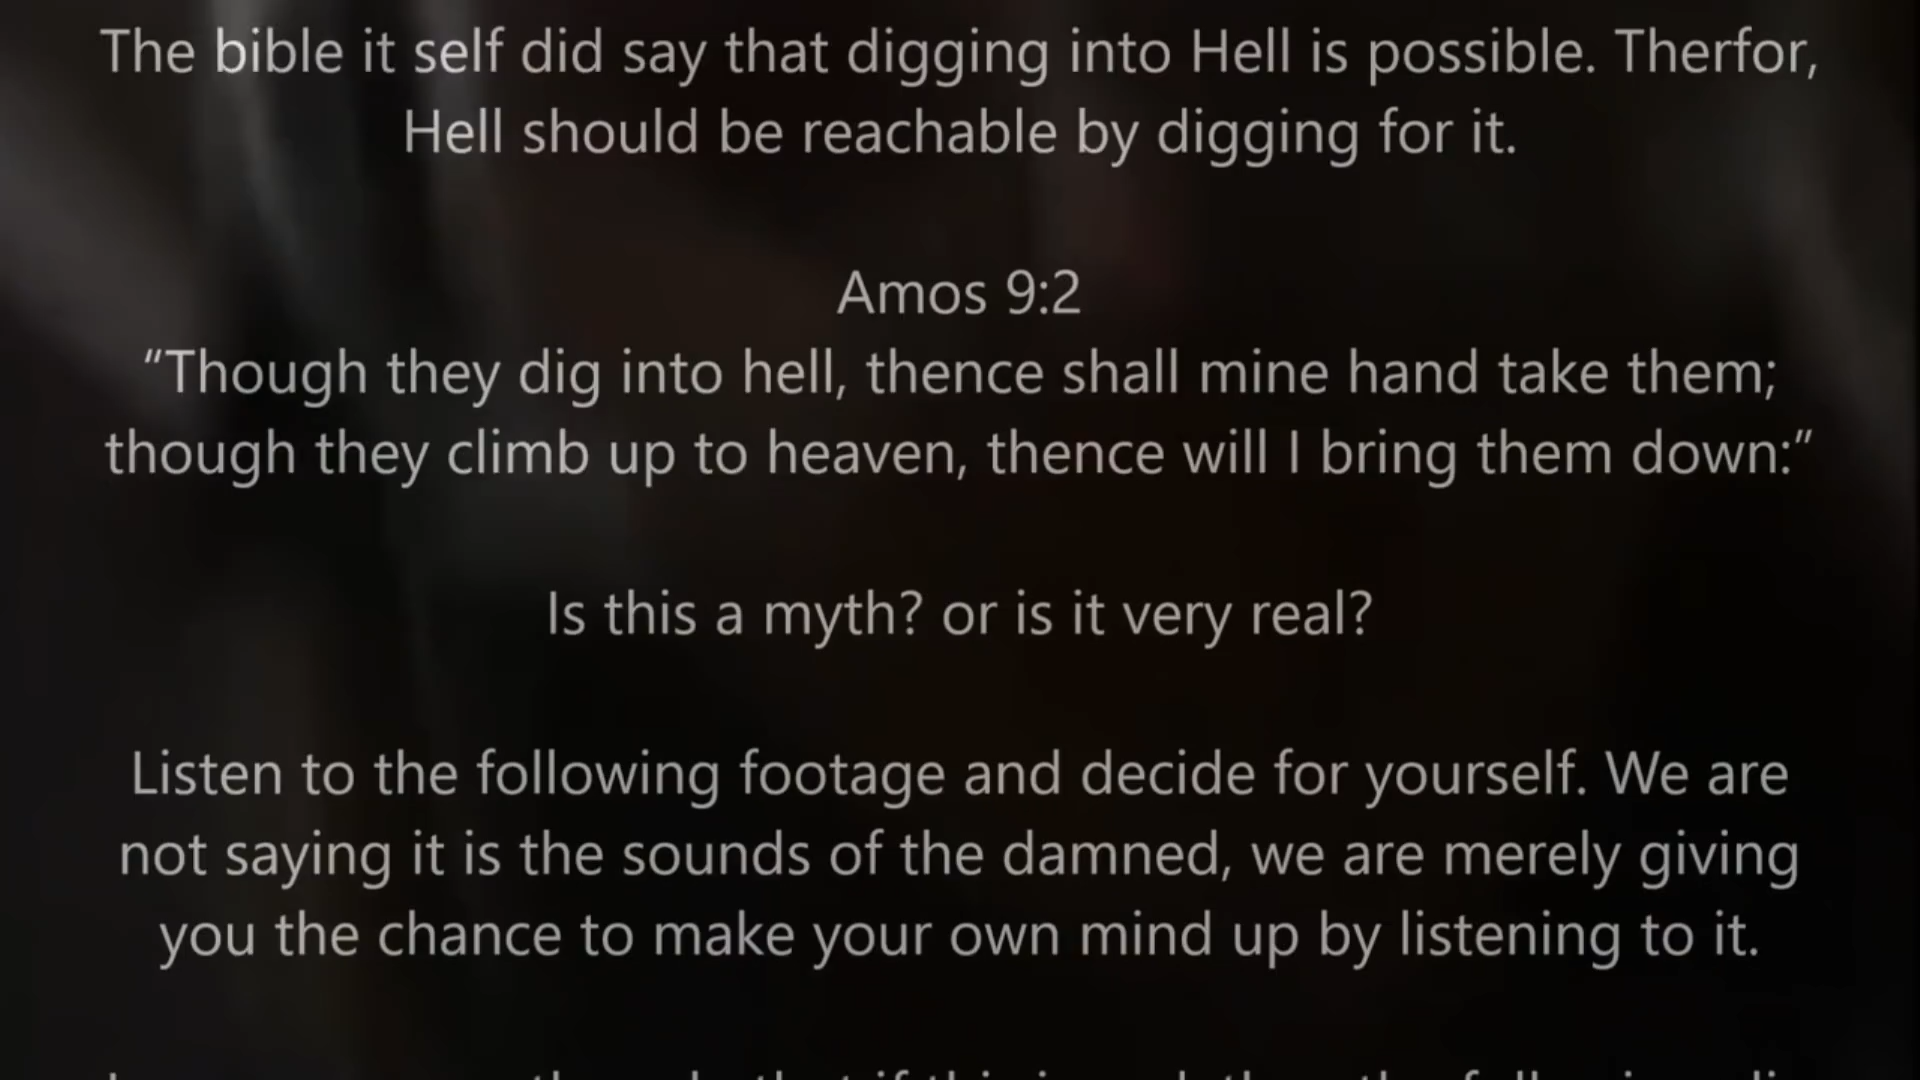 The bible it self did say that digging into Hell is possible. Therfor,
Hell should be reachable by digging for it.
Amos 9:2
“Though they dig into hell, thence shall mine hand take them;
though they climb up to heaven, thence will I bring them down:”
Is this a myth? or is it very real?
Listen to the following footage and decide for yourself. We are
not saying it is the sounds of the damned, we are merely giving
you the chance to make your own mind up by listening to it.